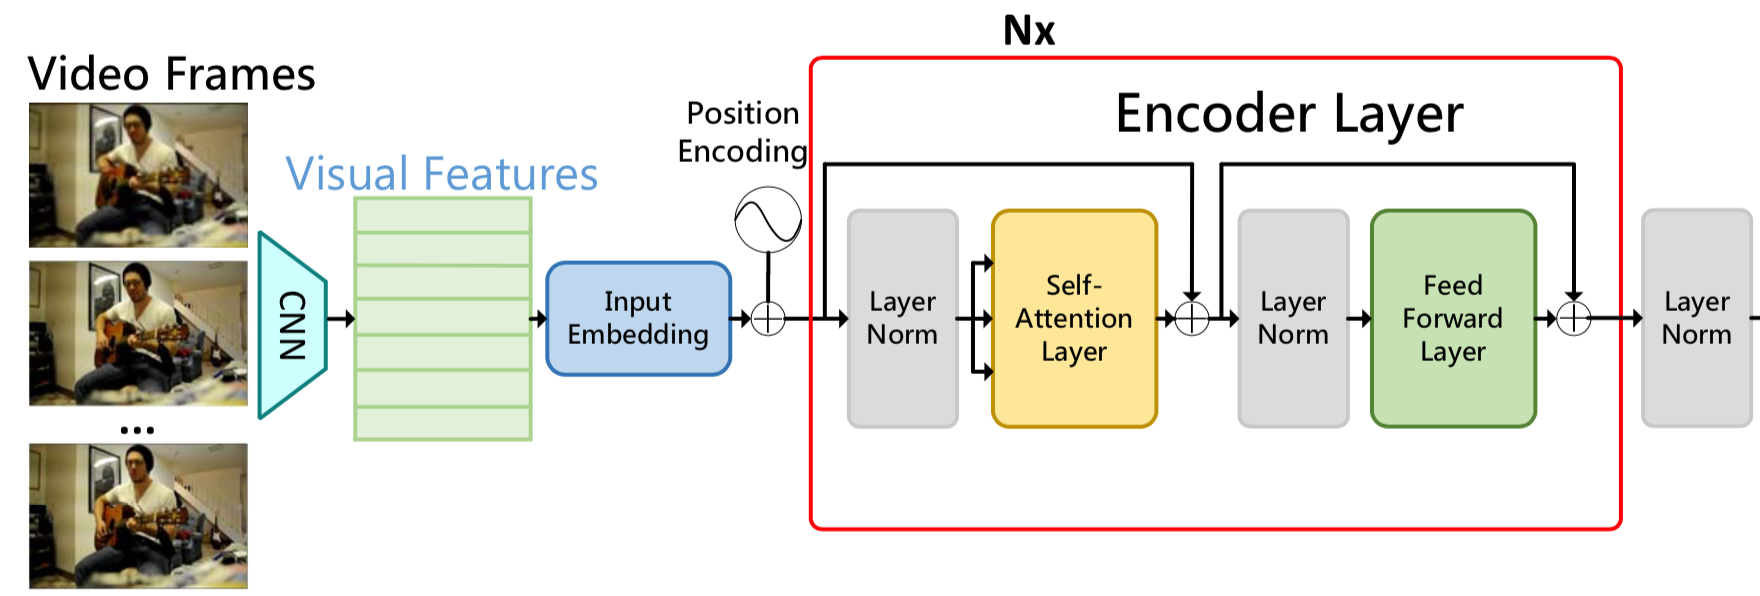 Nx
Video Frames
Encoder Layer
Position
Encoding
Visual Features
CNN
Input
Embedding
Layer
Norm
Self-
Attention
Layer
Layer
Norm
Feed
Forward
Layer
Layer
Norm
...